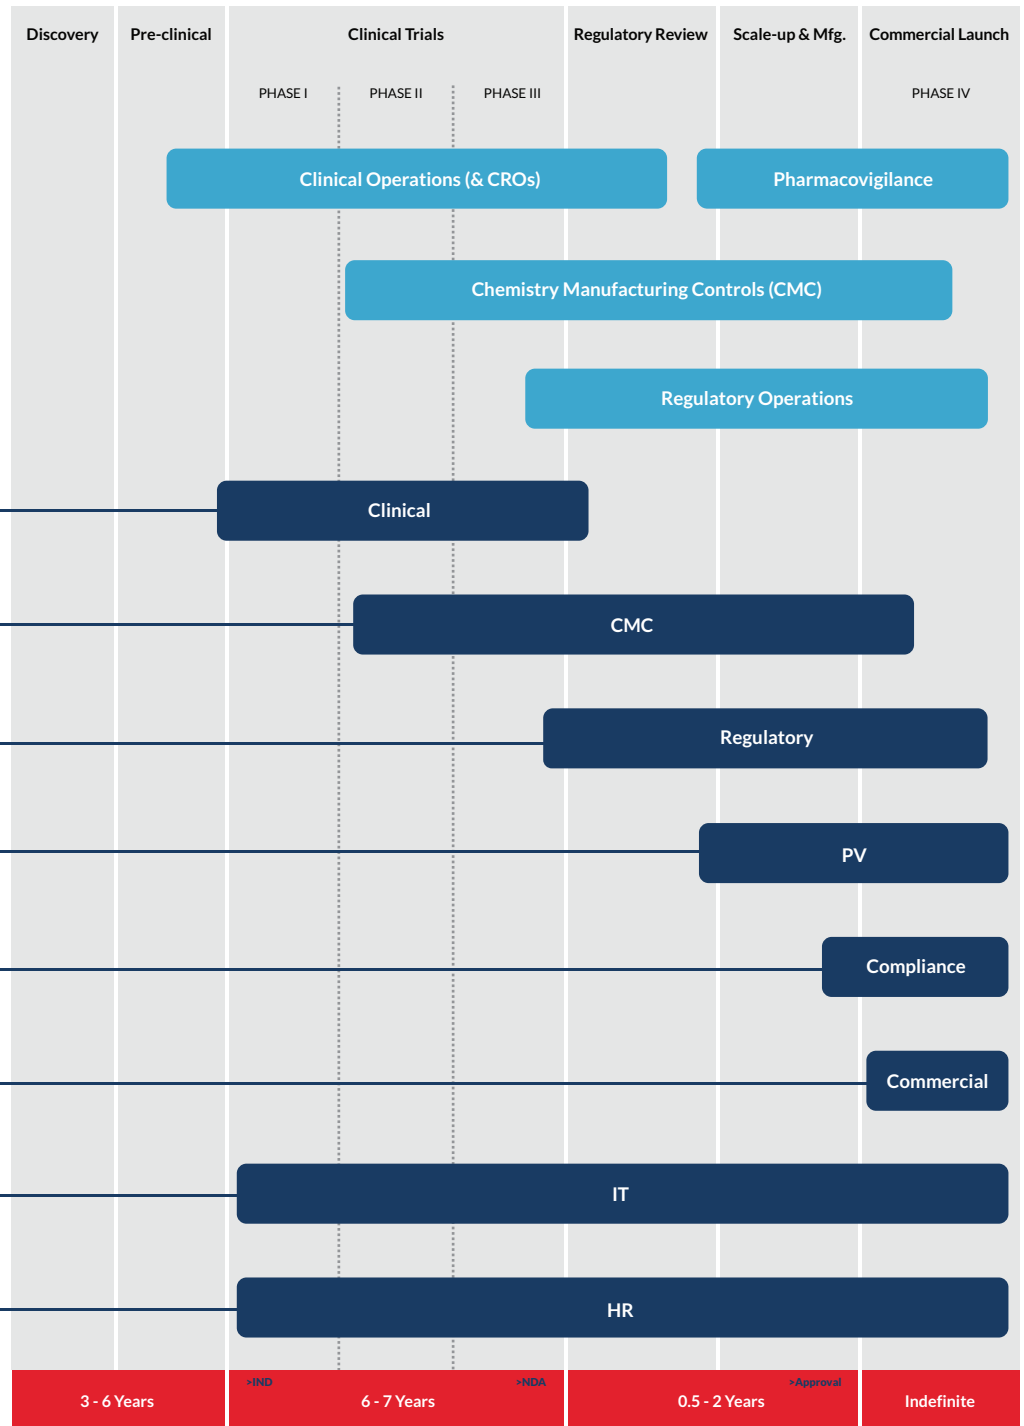 Discovery
Pre-clinical
Clinical Trials
Regulatory Review
Scale-up & Mfg.
Commercial Launch
PHASE I
PHASE II
PHASE III
PHASE IV
Clinical Operations (& CROs)
Pharmacovigilance
Chemistry Manufacturing Controls (CMC)
Regulatory Operations
Clinical
CMC
Regulatory
PV
Compliance
Commercial
IT
HR
>IND
>NDA
>Approval
3 - 6 Years
6 - 7 Years
0.5 - 2 Years
Indefinite